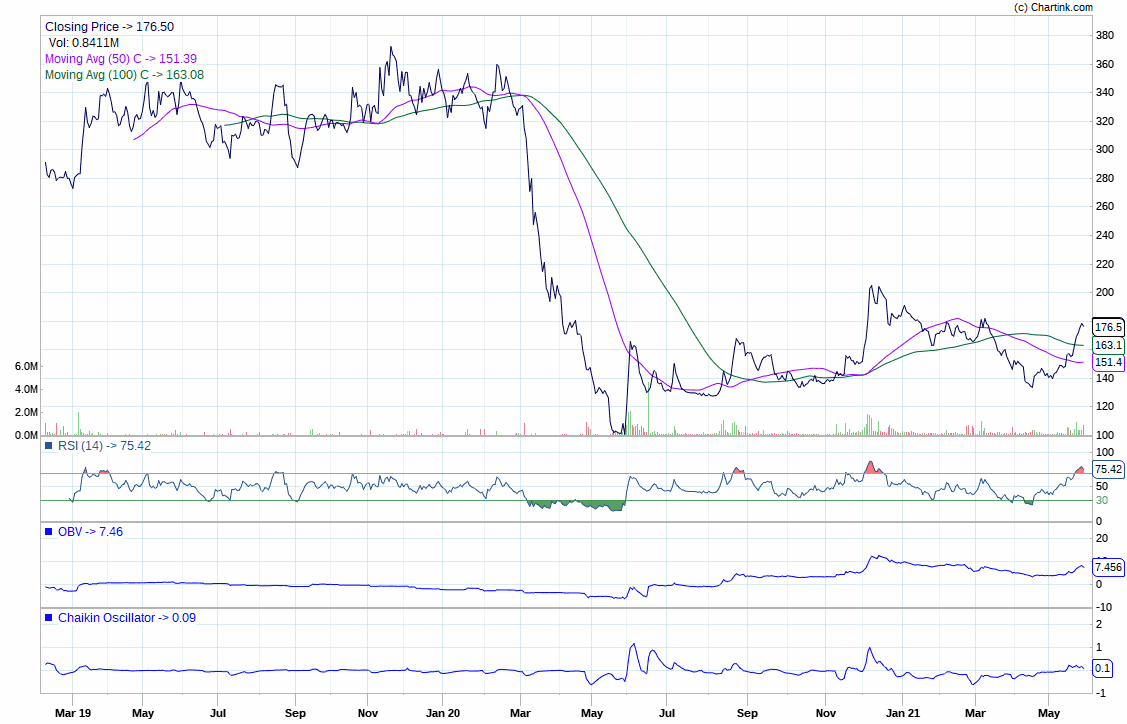 (c) Chartink.com
Closing Price -> 176.50
Vol: 0.8411M
Moving Avg (50) C -> 151.39
Moving Avg (100) C -> 163.08
380
360
340
320
300
280
260
240
220
200
176.5
163.1
151.4
140
120
100
6.0M
4.0M
2.0M
0.0M
RSI (14) -> 75.42
100
75.42
50
30
0
OBV -> 7.46
20
7.456
0
-10
Chaikin Oscillator -> 0.09
2
1
0.1
-1
Mar 19 May Jul Sep Nov Jan 20 Mar May Jul Sep Nov Jan 21 Mar May